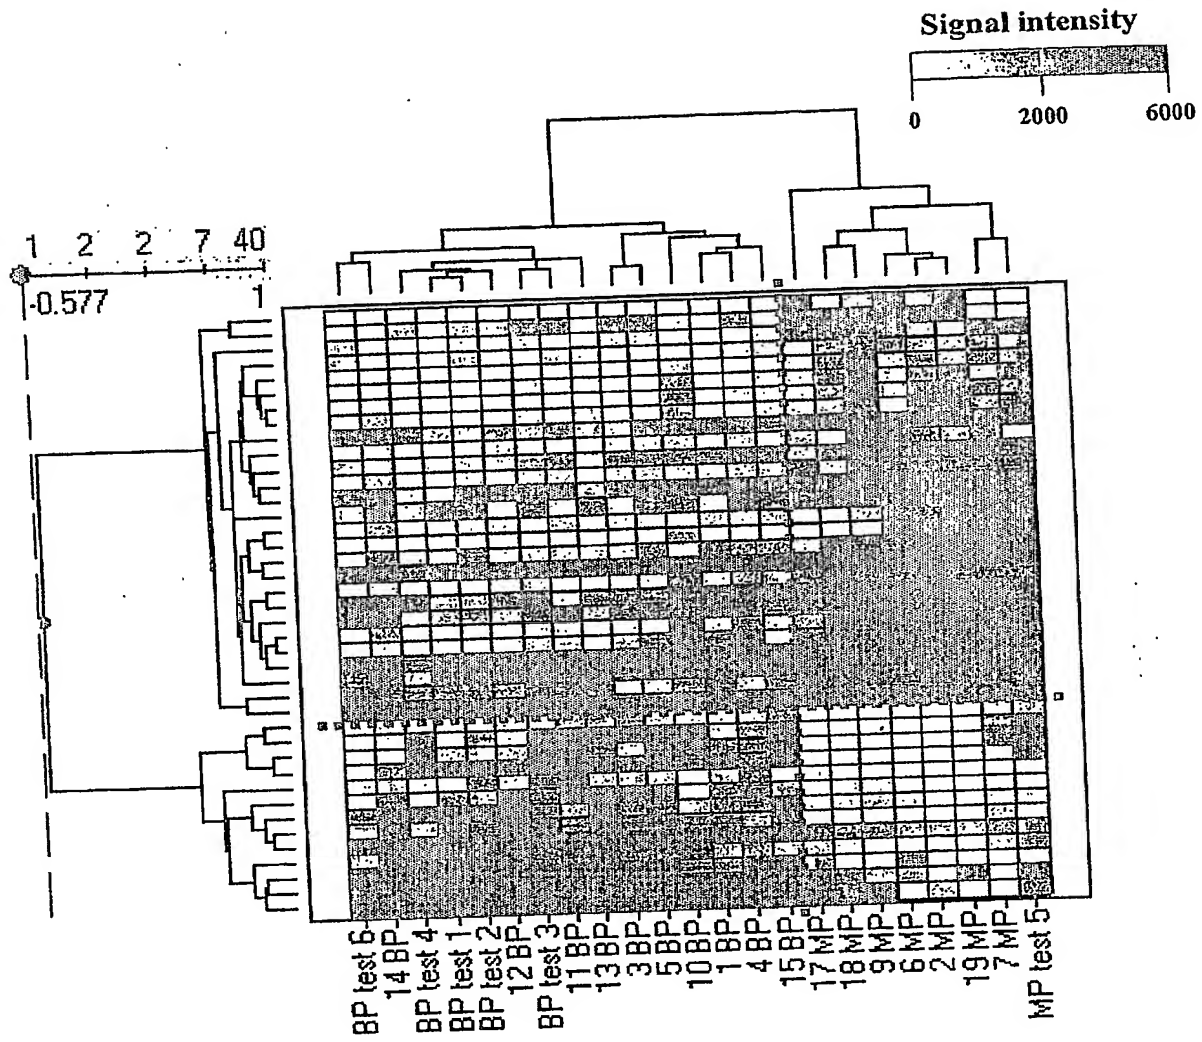 Signal intensity
0 2000 6000
1 2 2 7 40
-0.577 1
BP test 6
14 BP
BP test 4
BP test 1
BP test 2
12 BP
BP test 3
11 BP
13 BP
3 BP
5 BP
10 BP
1 BP
4 BP
15 BP
17 MP
18 MP
9 MP
6 MP
2 MP
19 MP
7 MP
MP test 5